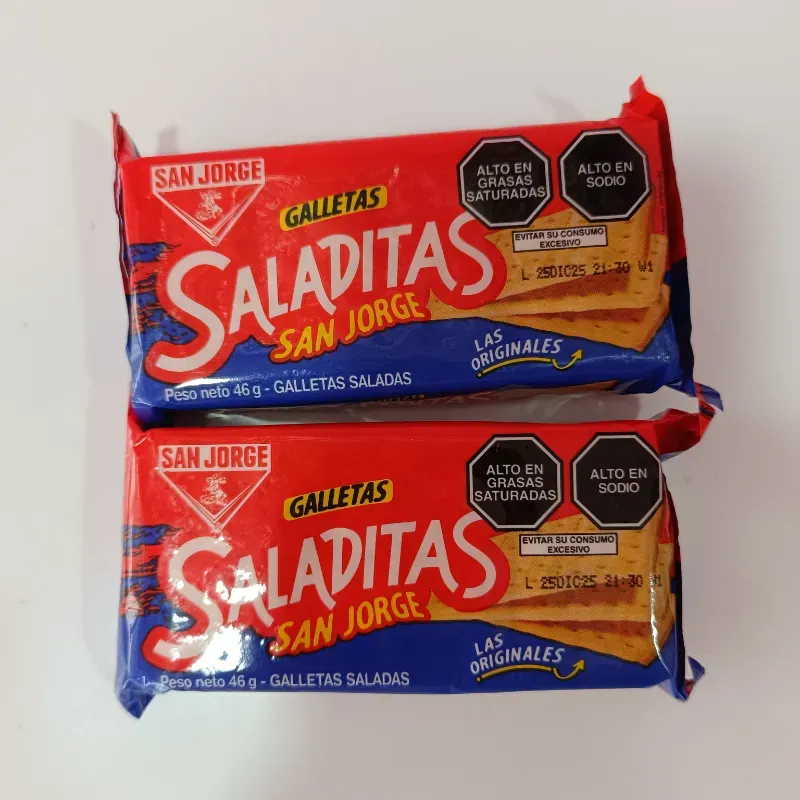 SAN JORGE
GALLETAS
SALADITAS
SAN JORGE
ALTO EN
GRASAS
SATURADAS
ALTO EN
SODIO
EVITAR SU CONSUMO
EXCESIVO
L 25DIC25 21:30 W1
LAS
ORIGINALES
Peso neto 46 g - GALLETAS SALADAS
SAN JORGE
GALLETAS
SALADITAS
SAN JORGE
ALTO EN
GRASAS
SATURADAS
ALTO EN
SODIO
EVITAR SU CONSUMO
EXCESIVO
L 25DIC25 21:30
LAS
ORIGINALES
Peso neto 46 g - GALLETAS SALADAS